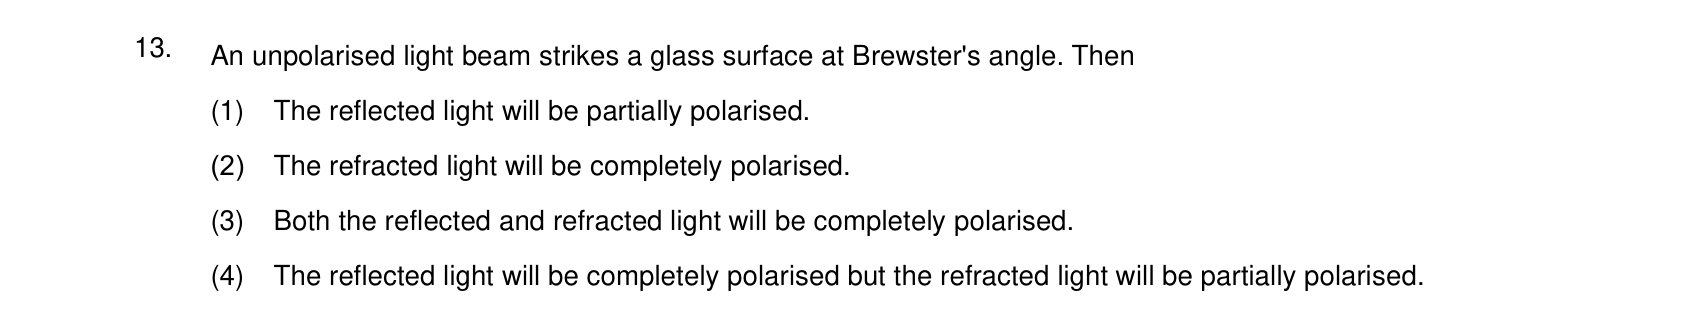 13. An unpolarised light beam strikes a glass surface at Brewster's angle. Then
(1) The reflected light will be partially polarised.
(2) The refracted light will be completely polarised.
(3) Both the reflected and refracted light will be completely polarised.
(4) The reflected light will be completely polarised but the refracted light will be partially polarised.